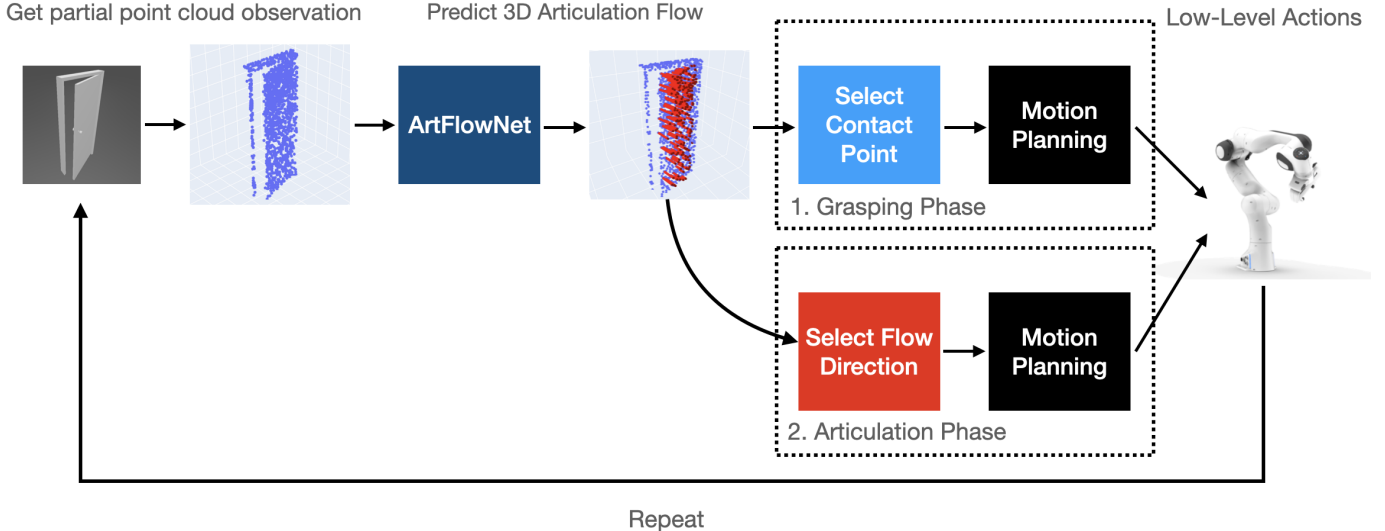 Get partial point cloud observation
Predict 3D Articulation Flow
Low-Level Actions
ArtFlowNet
Select
Contact
Point
Motion
Planning
1. Grasping Phase
Select Flow
Direction
Motion
Planning
2. Articulation Phase
Repeat